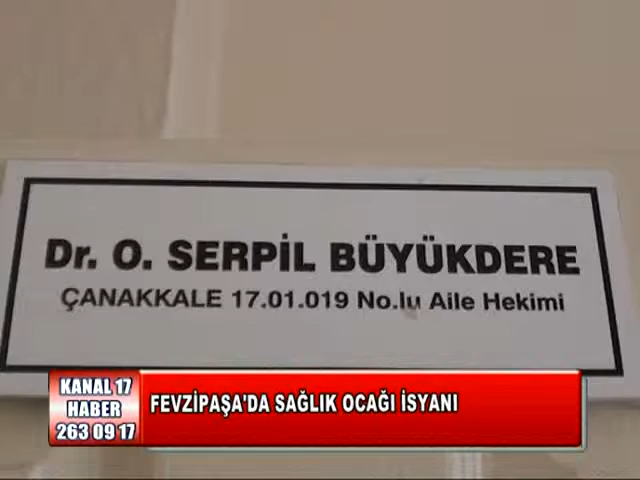 Dr. O. SERPİL BÜYÜKDERE
ÇANAKKALE 17.01.019 No.lu Aile Hekimi
KANAL 17
HABER
263 09 17
FEVZİPAŞA'DA SAĞLIK OCAĞI İSYANI